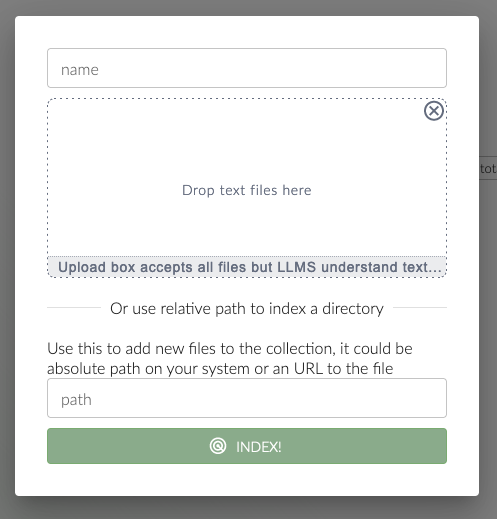 name
Drop text files here
Upload box accepts all files but LLMS understand text...
Or use relative path to index a directory
Use this to add new files to the collection, it could be
absolute path on your system or an URL to the file
path
INDEX!
tot